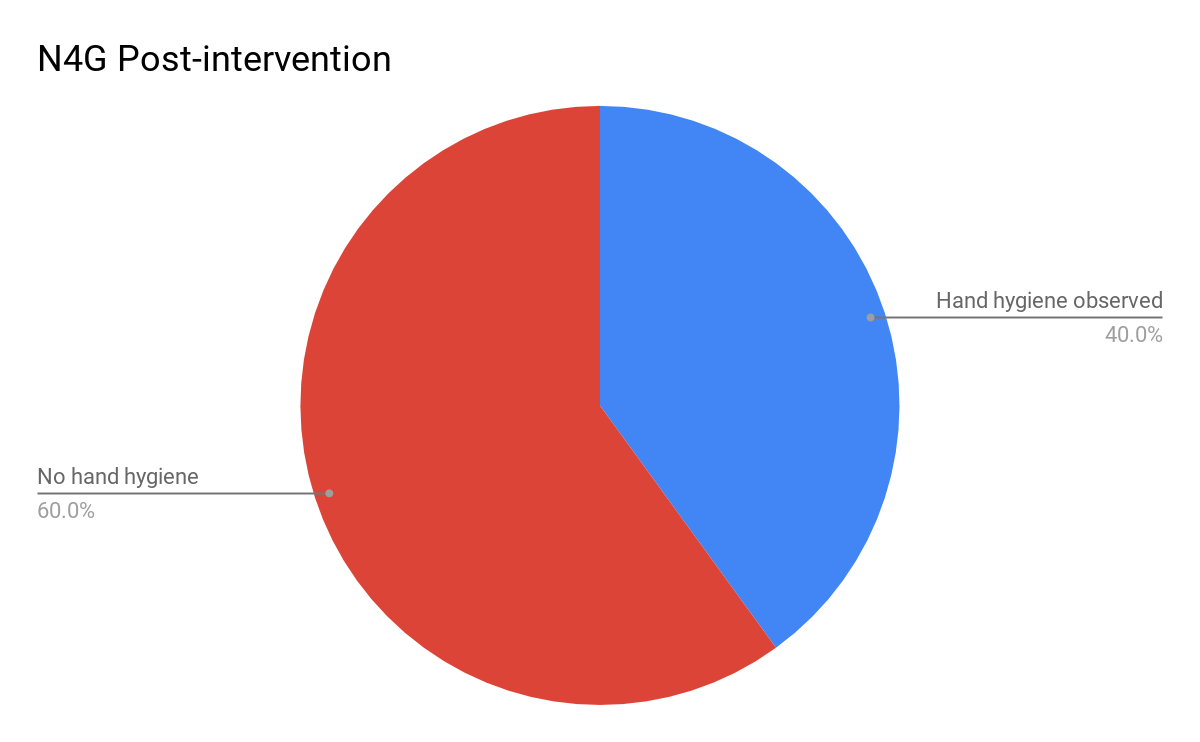 N4G Post-intervention
Hand hygiene observed
40.0%
No hand hygiene
60.0%